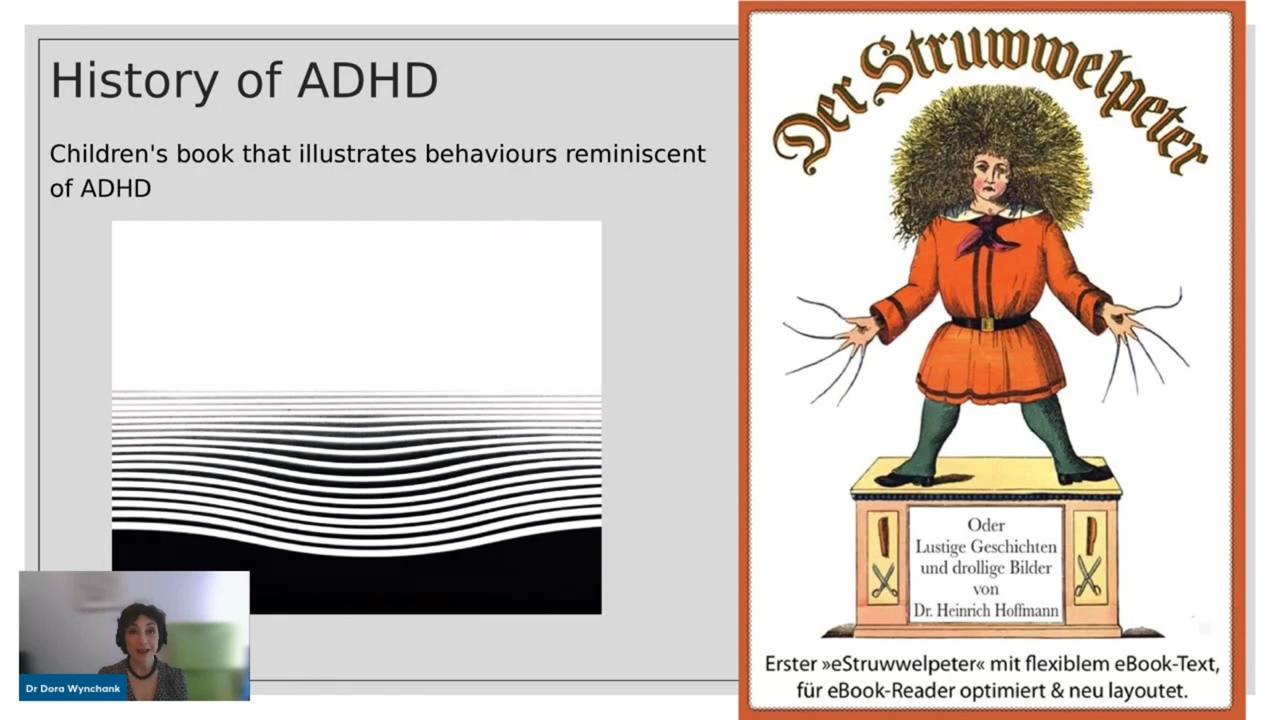 History of ADHD
Children's book that illustrates behaviours reminiscent
of ADHD
Dr Dora Wynchank
Der Struwwelpeter
Oder
Lustige Geschichten
und drollige Bilder
von
Dr. Heinrich Hoffmann
Erster »eStruwwelpeter« mit flexiblem eBook-Text,
für eBook-Reader optimiert & neu layoutet.